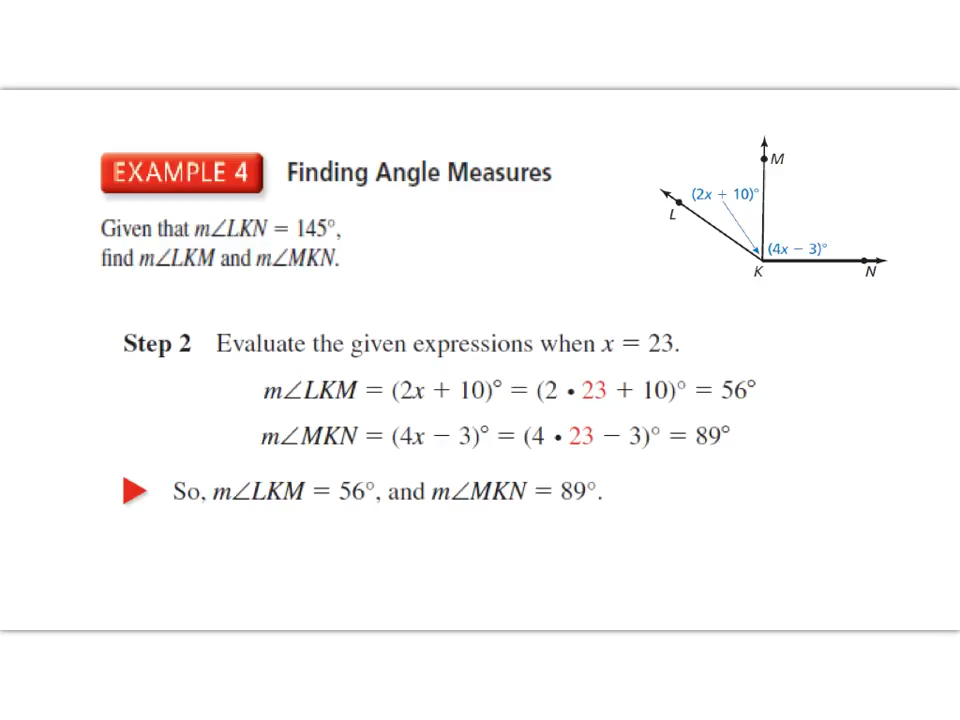 EXAMPLE 4 Finding Angle Measures
Given that m∠LKN = 145°,
find m∠LKM and m∠MKN.
M
(2x + 10)°
L
(4x − 3)°
K
N
Step 2 Evaluate the given expressions when x = 23.
m∠LKM = (2x + 10)° = (2 • 23 + 10)° = 56°
m∠MKN = (4x − 3)° = (4 • 23 − 3)° = 89°
So, m∠LKM = 56°, and m∠MKN = 89°.